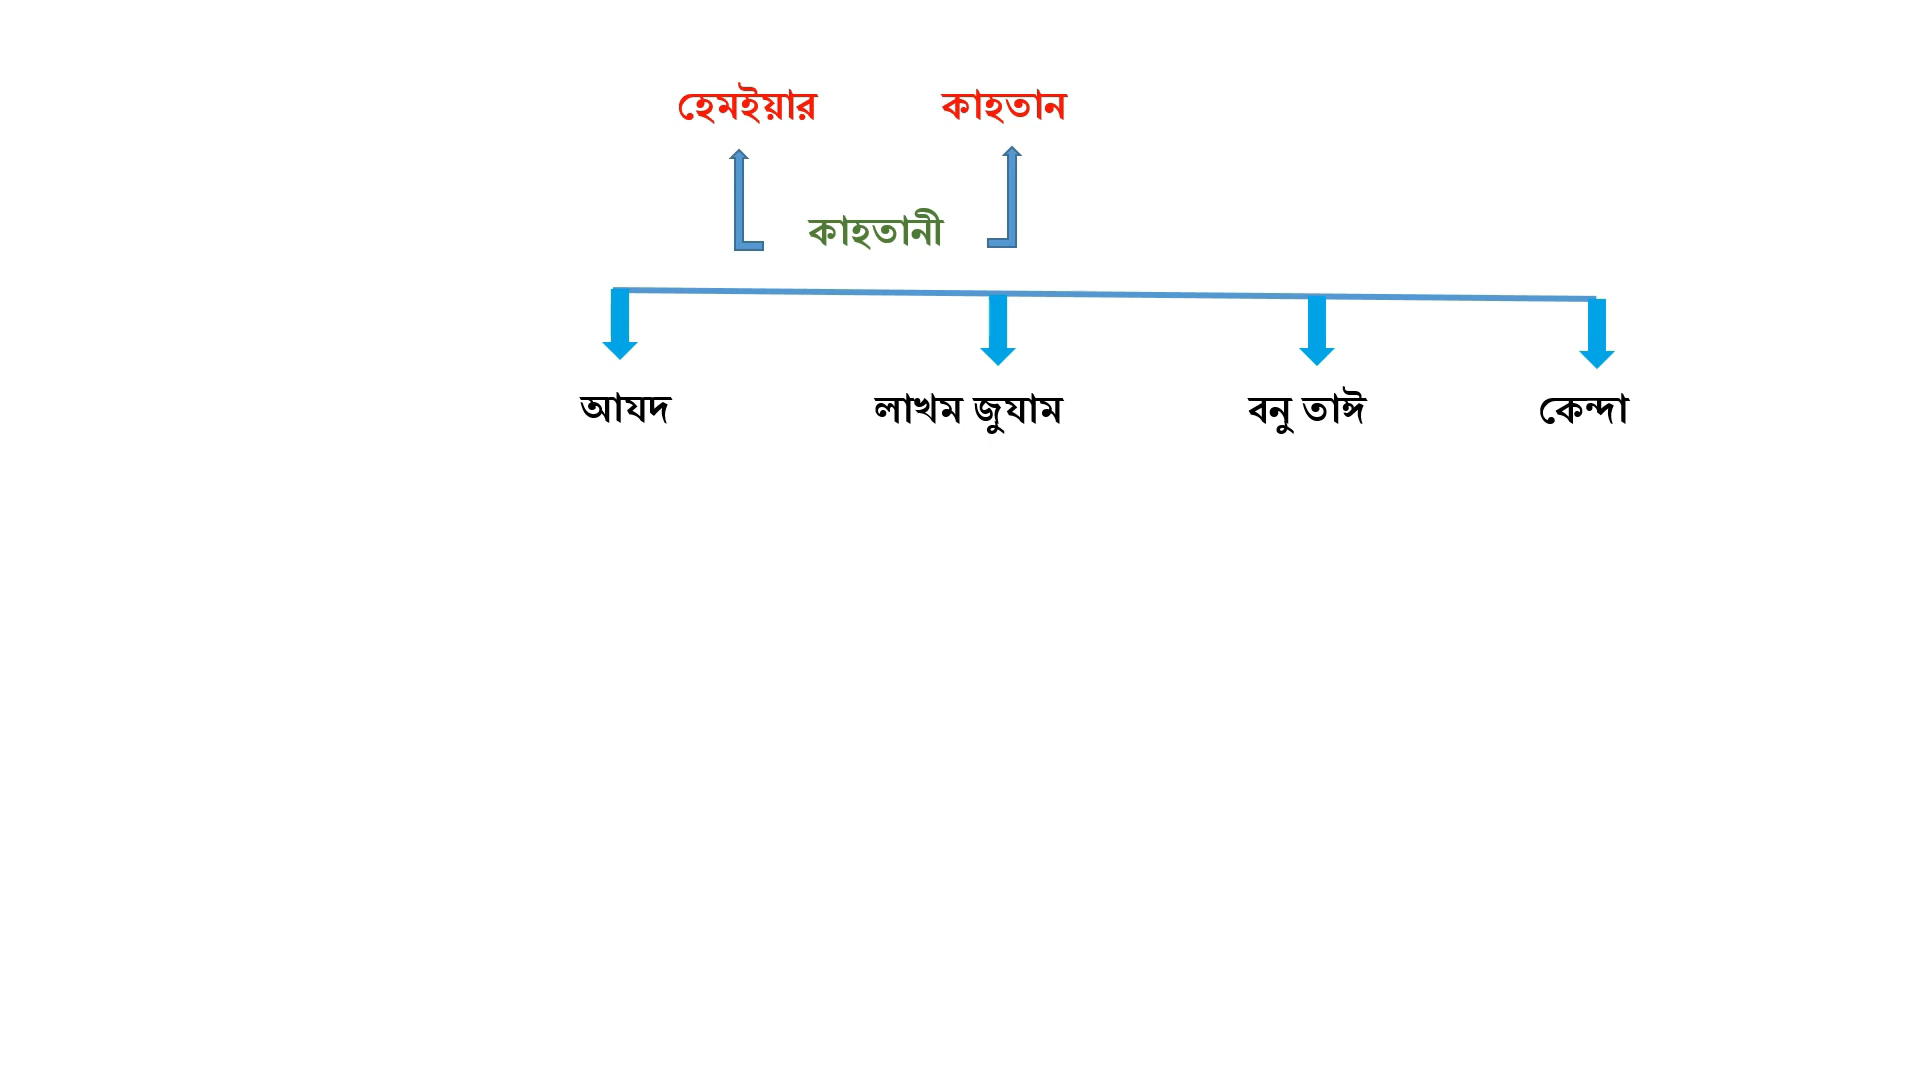 হেমইয়ার কাহতান
কাহতানী
আযদ লাখম জুযাম বনু তাঈ কেন্দা